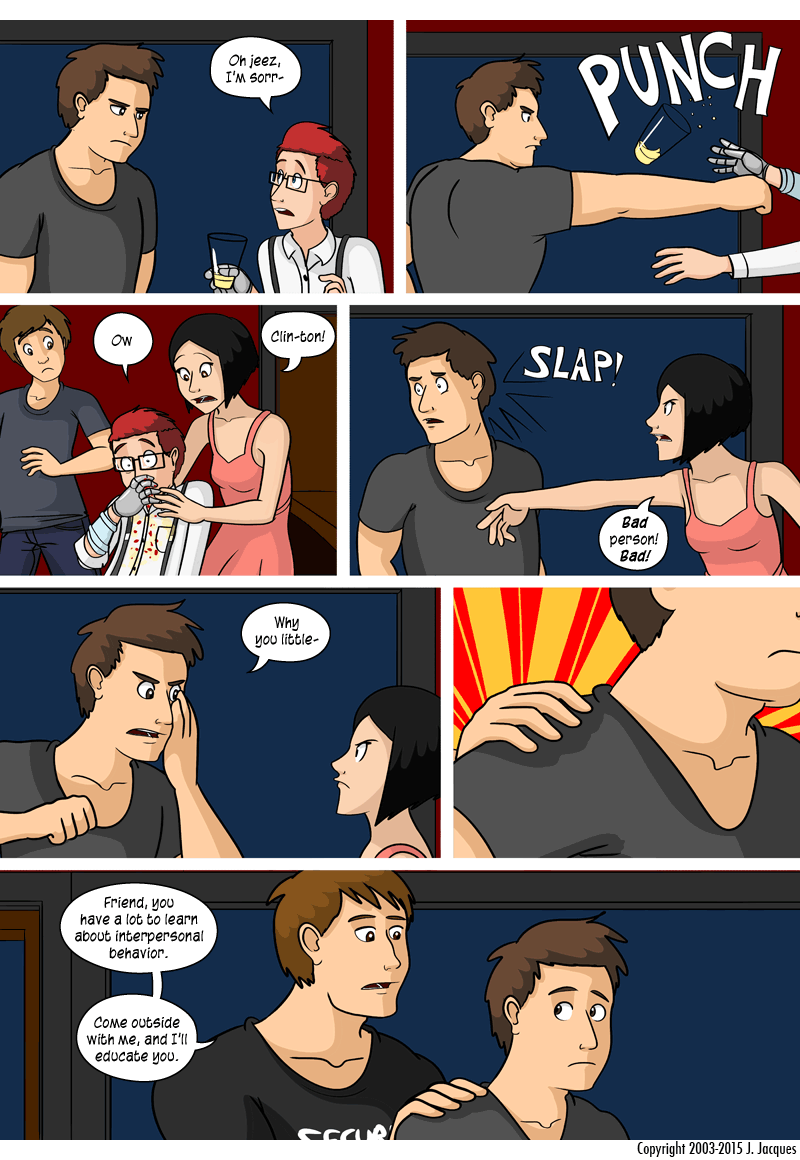 Oh jeez,
I'm sorr-
PUNCH
Ow
Clin-ton!
SLAP!
Bad
person!
Bad!
Why
you little-
Friend, you
have a lot to learn
about interpersonal
behavior.
Come outside
with me, and I'll
educate you.
SECUR
Copyright 2003-2015 J. Jacques